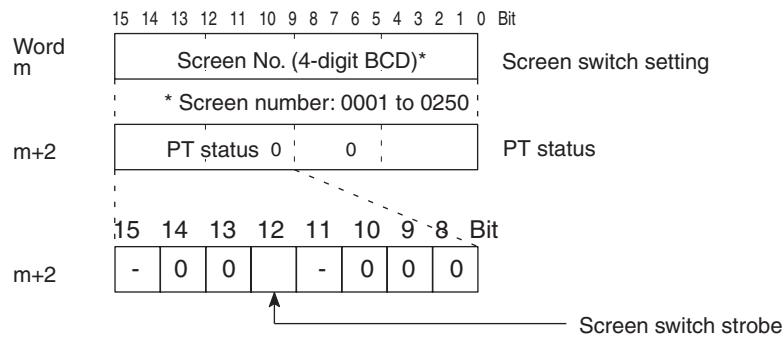 15 14 13 12 11 10 9 8 7 6 5 4 3 2 1 0 Bit
Word
m
Screen No. (4-digit BCD)*
Screen switch setting
* Screen number: 0001 to 0250
m+2
PT status 0 0
PT status
15 14 13 12 11 10 9 8 Bit
m+2
- 0 0 - 0 0 0
Screen switch strobe